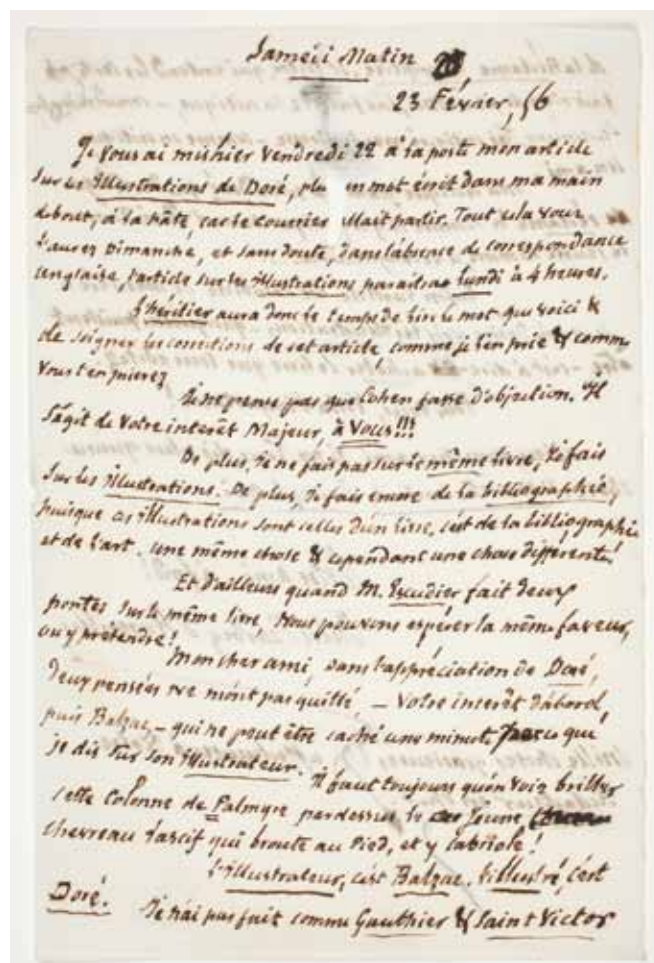 Samedi Matin
23 Février, 56
Je vous ai mis hier Vendredi 22 à la poste mon article
sur les illustrations de Doré, plus un mot écrit dans ma main
debout, à la hâte, car le courrier allait partir. Tout cela vous
l'aurez Dimanche, et sans doute, dans l'absence de correspondance
anglaise, l'article sur les illustrations paraitra lundi à 4 heures.
Lhéritier aura donc le temps de lire le mot que voici &
de soigner les corrections de cet article comme je l'en prie & comme
vous l'en prierez
Je ne pense pas que Cohen fasse d'objection. Il
s'agit de votre interêt Majeur, à Vous!!!
De plus, je ne fais pas sur le même livre, je fais
sur les illustrations. De plus, je fais encore de la bibliographie,
puisque ces illustrations sont celles d'un livre, c'est de la bibliographie
et de l'art. une même chose & cependant une chose différente!
Et d'ailleurs quand M. Escudier fait deux
pontes sur le même livre, Nous pouvons espérer la même faveur,
ou y prétendre!
Mon cher ami, dans l'appréciation de Doré,
deux pensées ne m'ont pas quitté, — Votre interêt d'abord,
puis Balzac — qui ne peut être caché une minute par ce que
je dis sur son illustrateur. Il faut toujours qu'on voie briller
cette Colonne de Palmyre par dessus le jeune
chevreau lascif qui broute au pied, et y cabriole!
l'illustrateur, c'est Balzac. l'illustré, c'est
Doré. Je n'ai pas fait comme Gauthier & Saint Victor